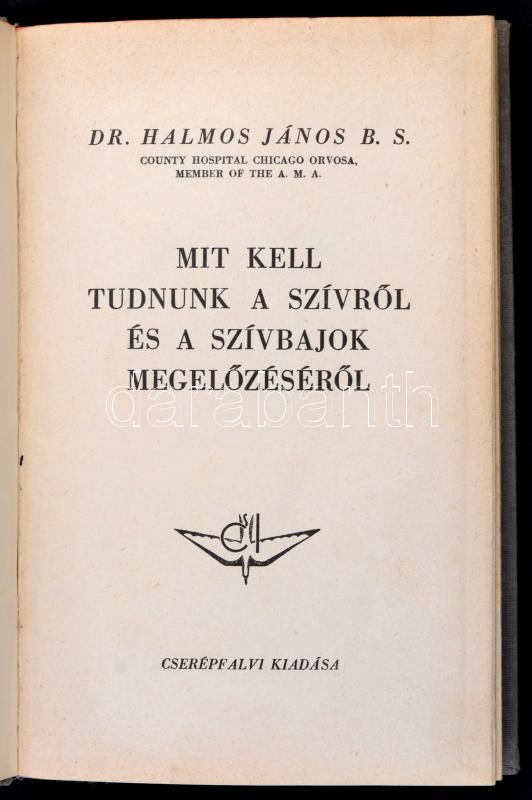 DR. HALMOS JÁNOS B. S.
COUNTY HOSPITAL CHICAGO ORVOSA,
MEMBER OF THE A. M. A.
MIT KELL
TUDNUNK A SZÍVRŐL
ÉS A SZÍVBAJOK
MEGELŐZÉSÉRŐL
darabanth
CSERÉPFALVI KIADÁSA